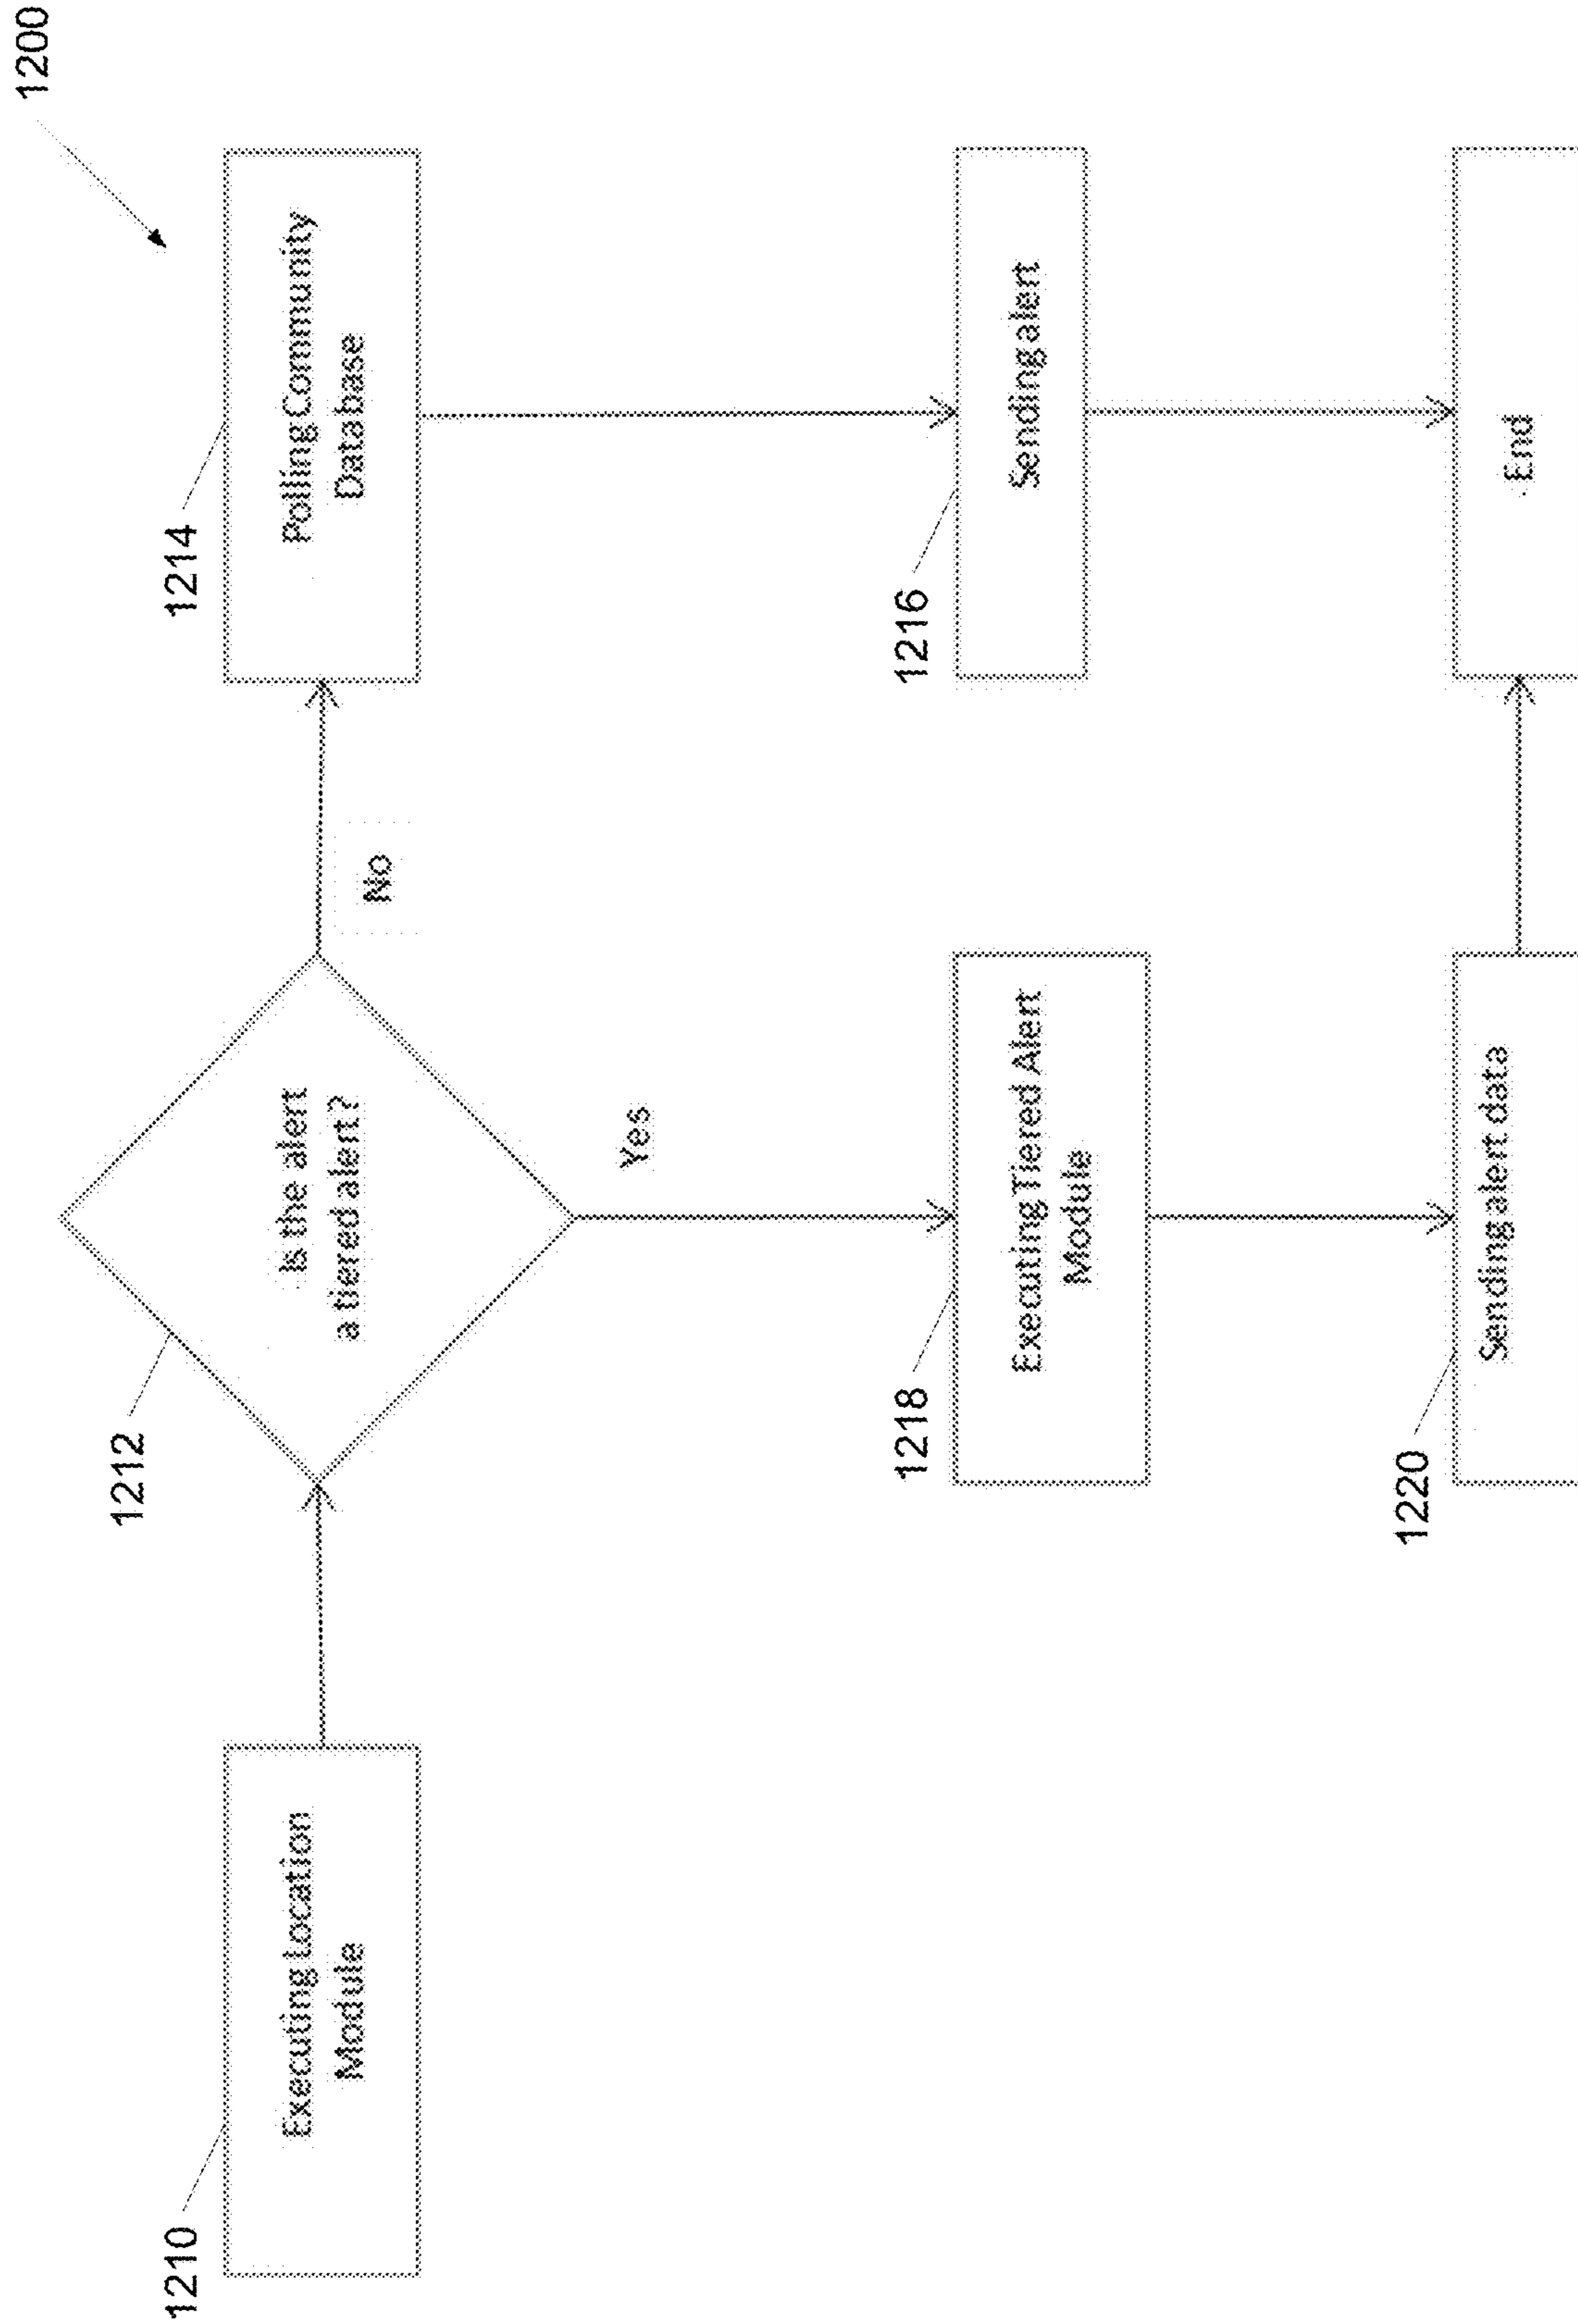 1200
1210
Executing Location
Module
1212
Is the alert
a tiered alert?
No
Yes
1214
Polling Community
Database
1216
Sending alert
1218
Executing Tiered Alert
Module
1220
Sending alert data
End